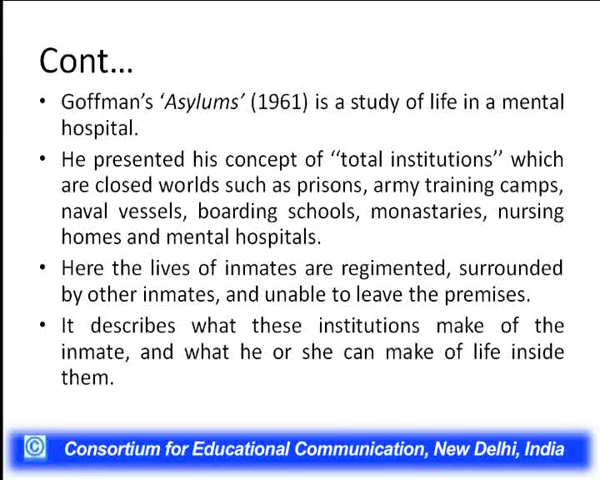 Cont...
• Goffman's 'Asylums' (1961) is a study of life in a mental
hospital.
• He presented his concept of "total institutions" which
are closed worlds such as prisons, army training camps,
naval vessels, boarding schools, monastaries, nursing
homes and mental hospitals.
• Here the lives of inmates are regimented, surrounded
by other inmates, and unable to leave the premises.
• It describes what these institutions make of the
inmate, and what he or she can make of life inside
them.
© Consortium for Educational Communication, New Delhi, India